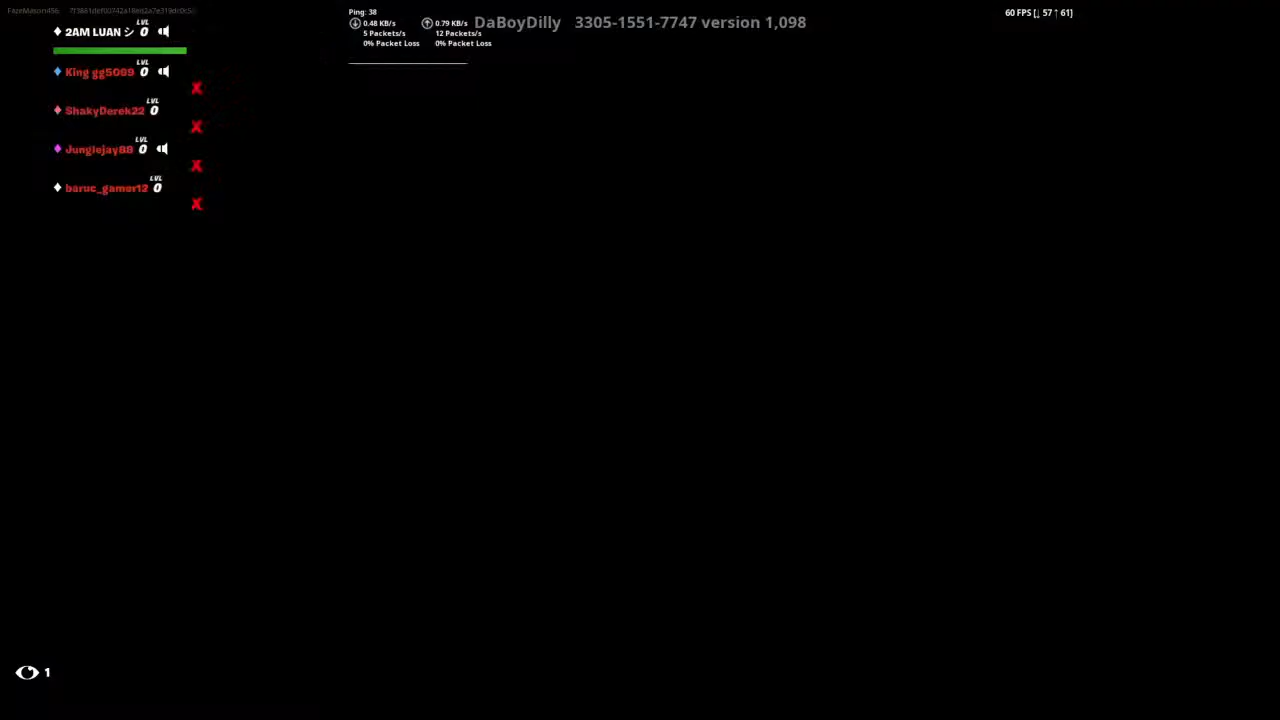 LVL
2AM LUAN シ 0
LVL
King gg5069 0
LVL
ShakyDerek22 0
LVL
Junglejay88 0
LVL
baruc_gamer12 0
Ping: 38
0.48 KB/s 0.79 KB/s
5 Packets/s 12 Packets/s
0% Packet Loss 0% Packet Loss
DaBoyDilly 3305-1551-7747 version 1,098
60 FPS [↓ 57 ↑ 61]
1